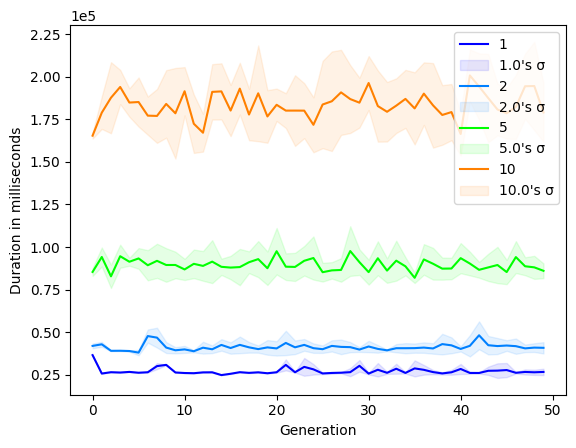 1e5
2.25
2.00
1.75
1.50
1.25
1.00
0.75
0.50
0.25
Duration in milliseconds
0
10
20
30
40
50
Generation
1
1.0's σ
2
2.0's σ
5
5.0's σ
10
10.0's σ